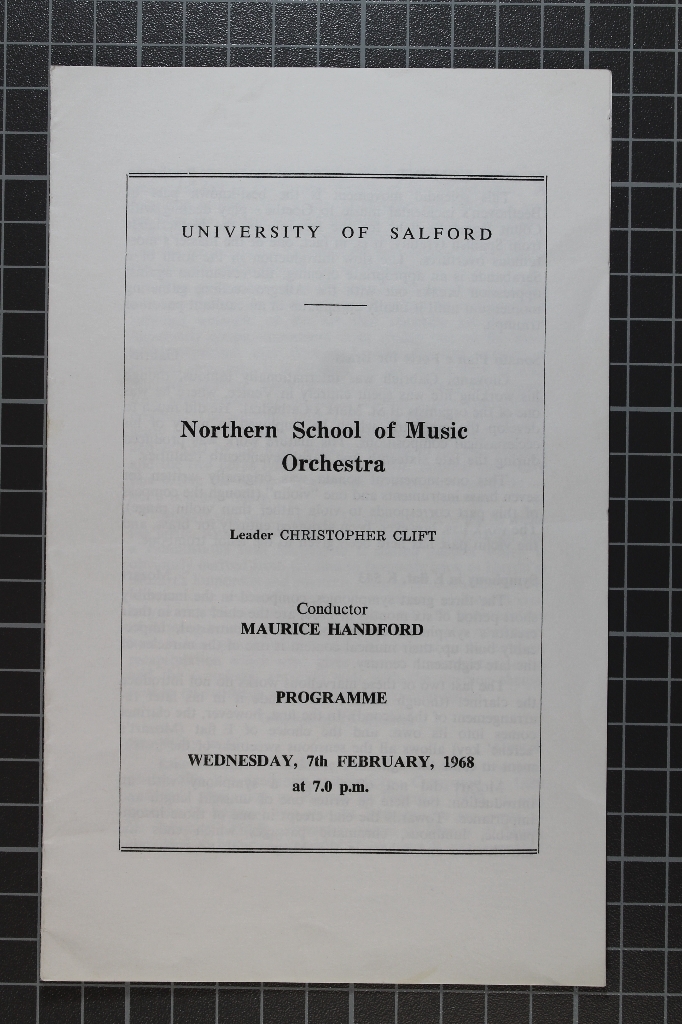 UNIVERSITY OF SALFORD
Northern School of Music
Orchestra
Leader CHRISTOPHER CLIFT
Conductor
MAURICE HANDFORD
PROGRAMME
WEDNESDAY, 7th FEBRUARY, 1968
at 7.0 p.m.